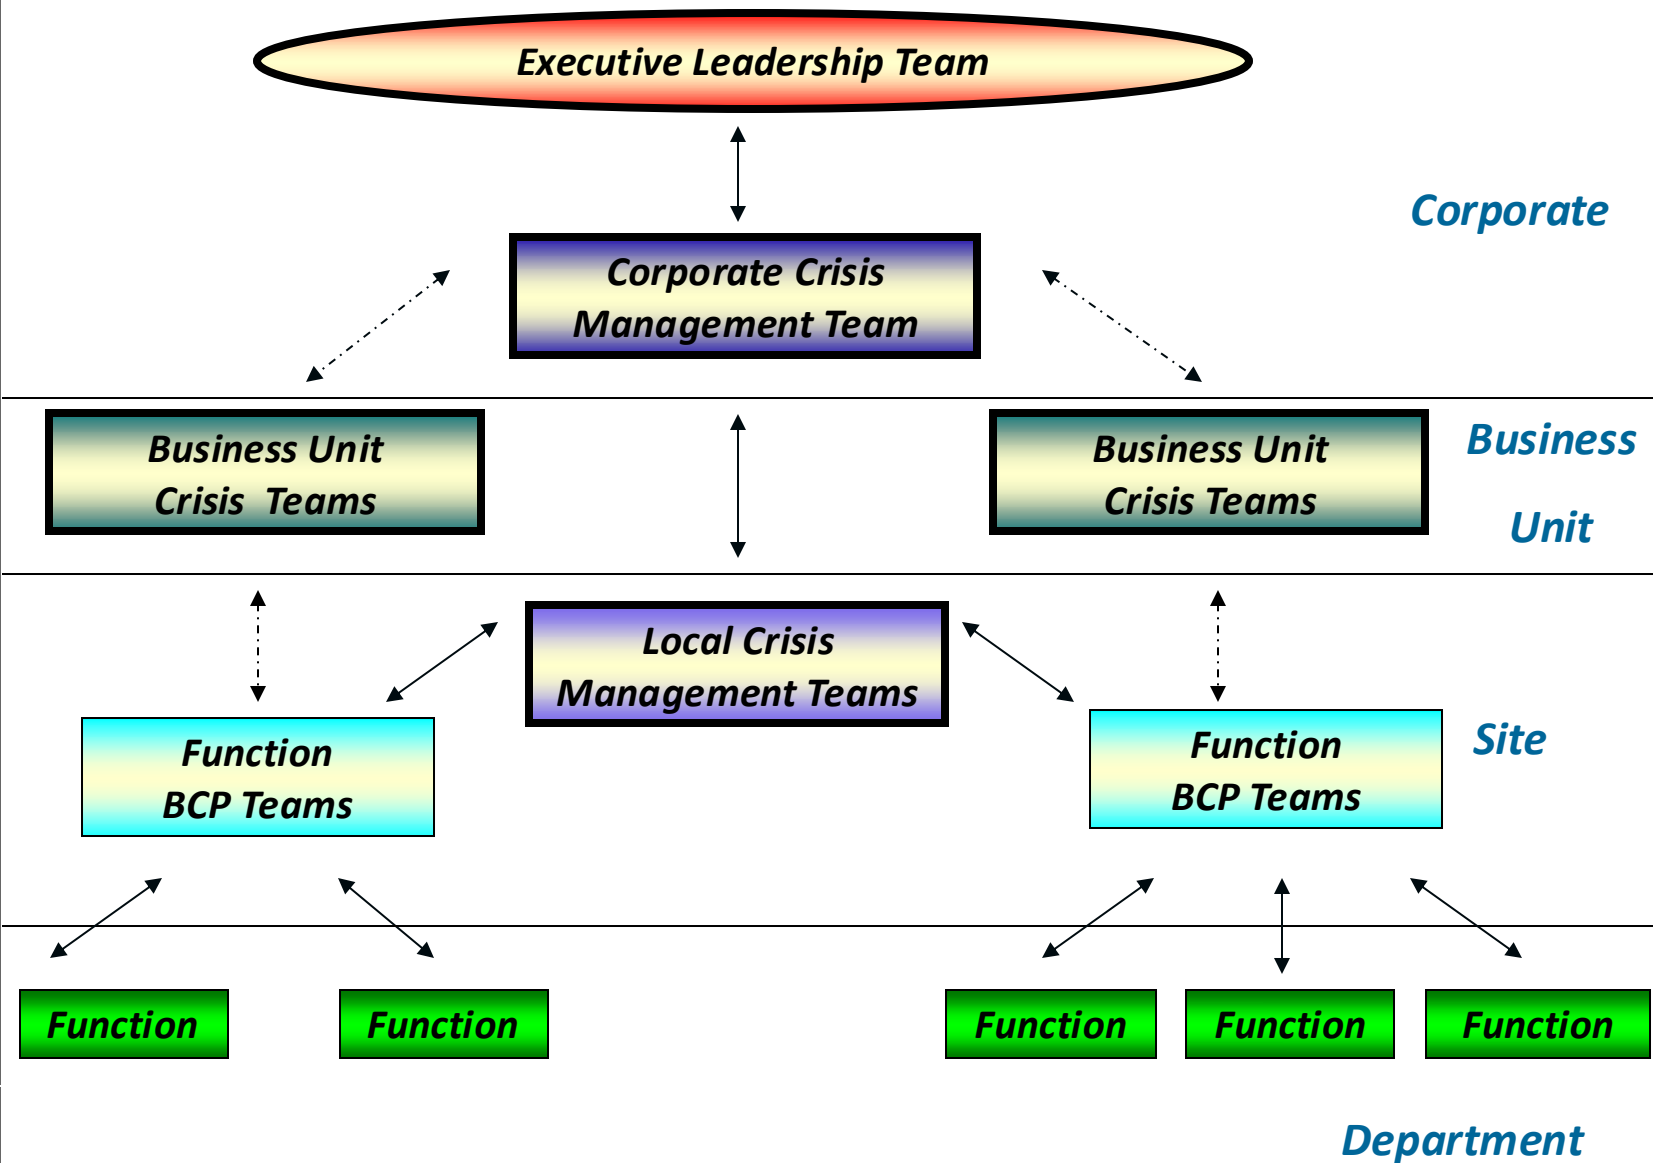 Executive Leadership Team
Corporate
Corporate Crisis
Management Team
Business Unit
Crisis  Teams
Business Unit
Crisis Teams
Business
Unit
Local Crisis
Management Teams
Function
BCP Teams
Function
BCP Teams
Site
Function
Function
Function
Function
Function
Department